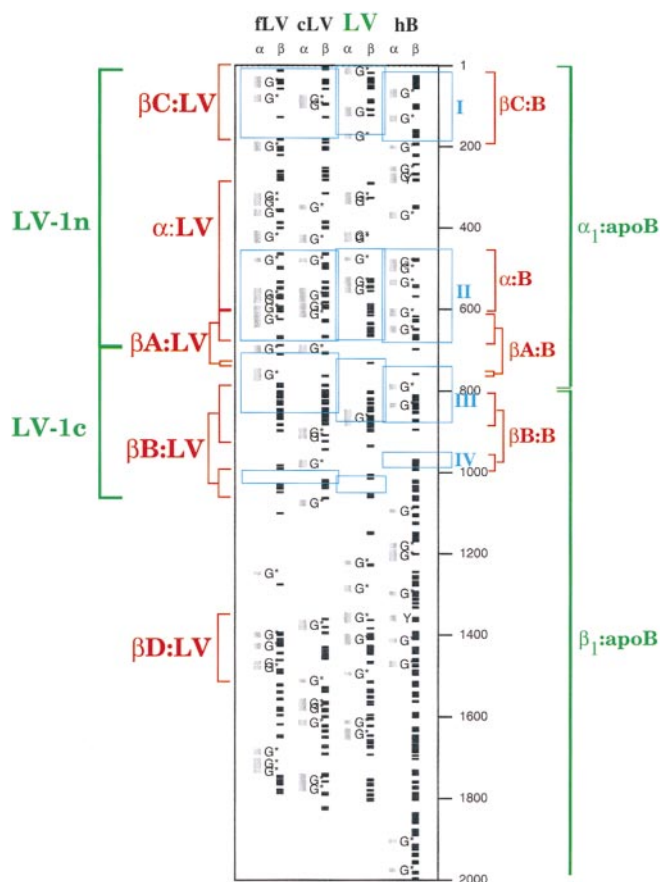 fLV cLV LV hB
α β α β α β α β
1
200
400
600
800
1000
1200
1400
1600
1800
2000
LV-1n
LV-1c
βC:LV
α:LV
βA:LV
βB:LV
βD:LV
I
II
III
IV
βC:B
α:B
βA:B
βB:B
α1:apoB
β1:apoB
G*
Y